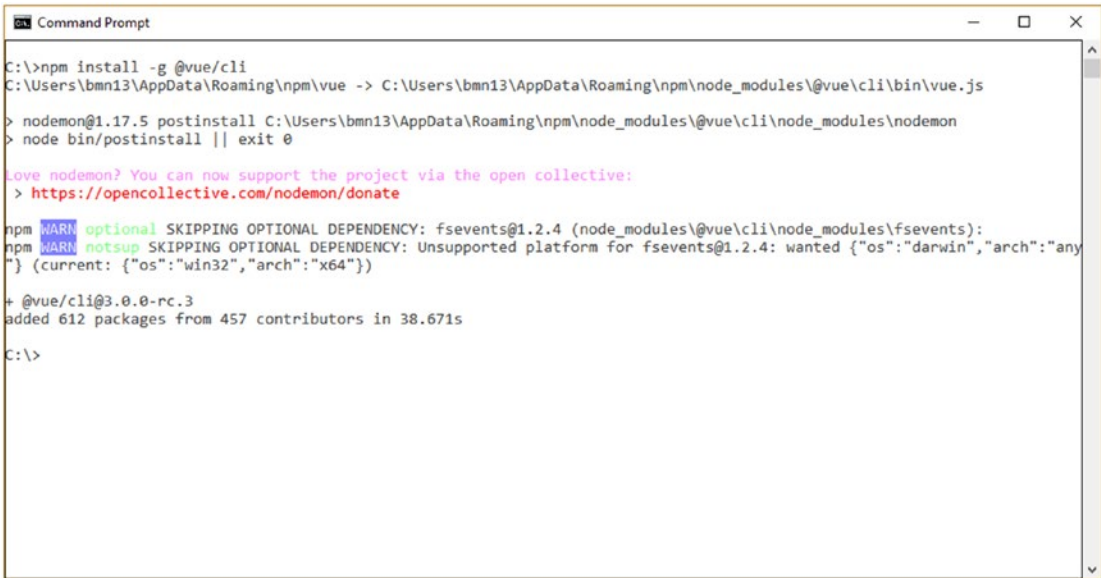 Command Prompt
C:\>npm install -g @vue/cli
C:\Users\bmn13\AppData\Roaming\npm\vue -> C:\Users\bmn13\AppData\Roaming\npm\node_modules\@vue\cli\bin\vue.js
> nodemon@1.17.5 postinstall C:\Users\bmn13\AppData\Roaming\npm\node_modules\@vue\cli\node_modules\nodemon
> node bin/postinstall || exit 0
Love nodemon? You can now support the project via the open collective:
> https://opencollective.com/nodemon/donate
npm WARN optional SKIPPING OPTIONAL DEPENDENCY: fsevents@1.2.4 (node_modules\@vue\cli\node_modules\fsevents):
npm WARN notsup SKIPPING OPTIONAL DEPENDENCY: Unsupported platform for fsevents@1.2.4: wanted {"os":"darwin","arch":"any
"} (current: {"os":"win32","arch":"x64"})
+ @vue/cli@3.0.0-rc.3
added 612 packages from 457 contributors in 38.671s
C:\>